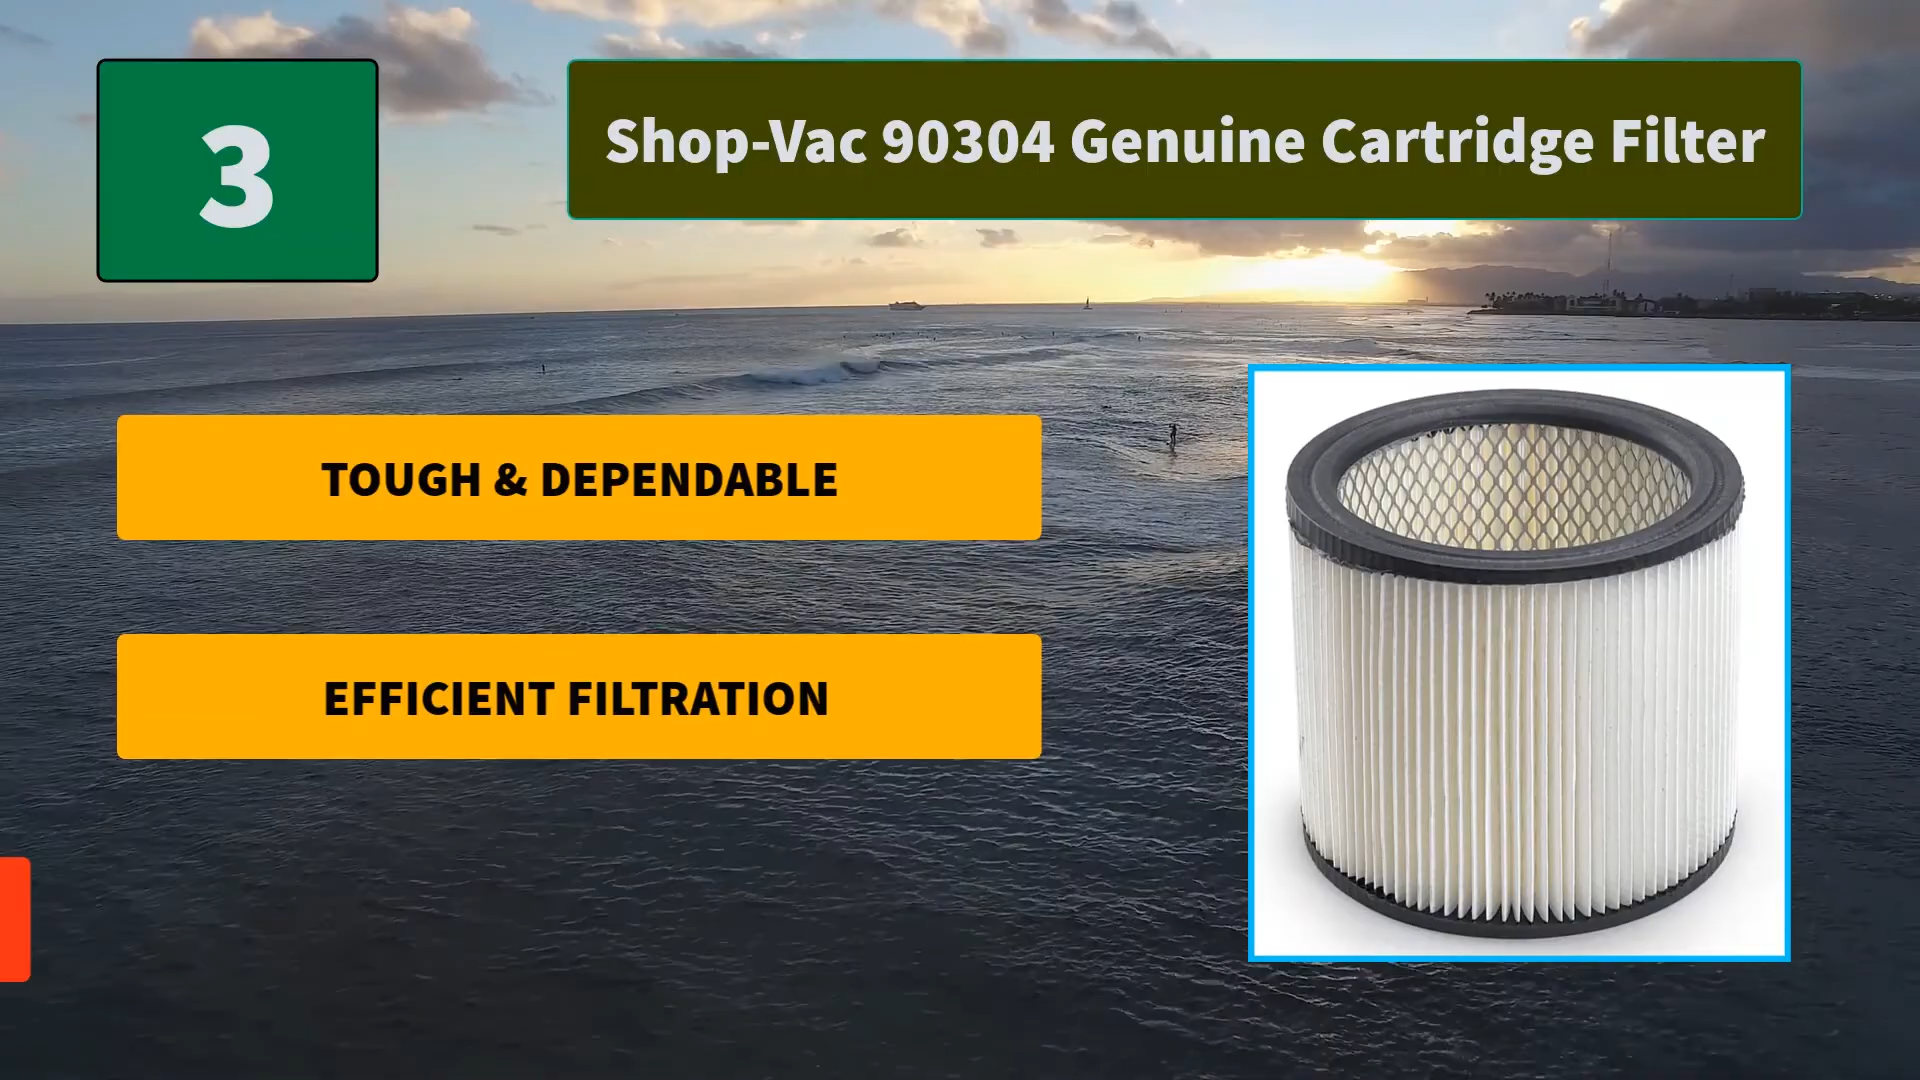 3
Shop-Vac 90304 Genuine Cartridge Filter
TOUGH & DEPENDABLE
EFFICIENT FILTRATION